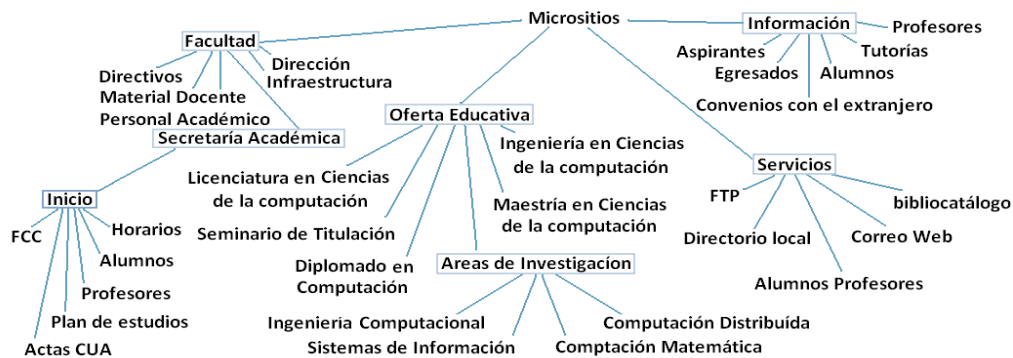 Micrositios
Facultad
Dirección
Infraestructura
Directivos
Material Docente
Personal Académico
Secretaría Académica
Inicio
FCC
Horarios
Alumnos
Profesores
Plan de estudios
Actas CUA
Oferta Educativa
Ingeniería en Ciencias
de la computación
Licenciatura en Ciencias
de la computación
Maestría en Ciencias
de la computación
Seminario de Titulación
Diplomado en
Computación
Areas de Investigacíon
Ingenieria Computacional
Sistemas de Información
Computación Distribuída
Comptación Matemática
Información
Profesores
Tutorías
Aspirantes
Egresados
Alumnos
Convenios con el extranjero
Servicios
FTP
bibliocatálogo
Directorio local
Correo Web
Alumnos Profesores